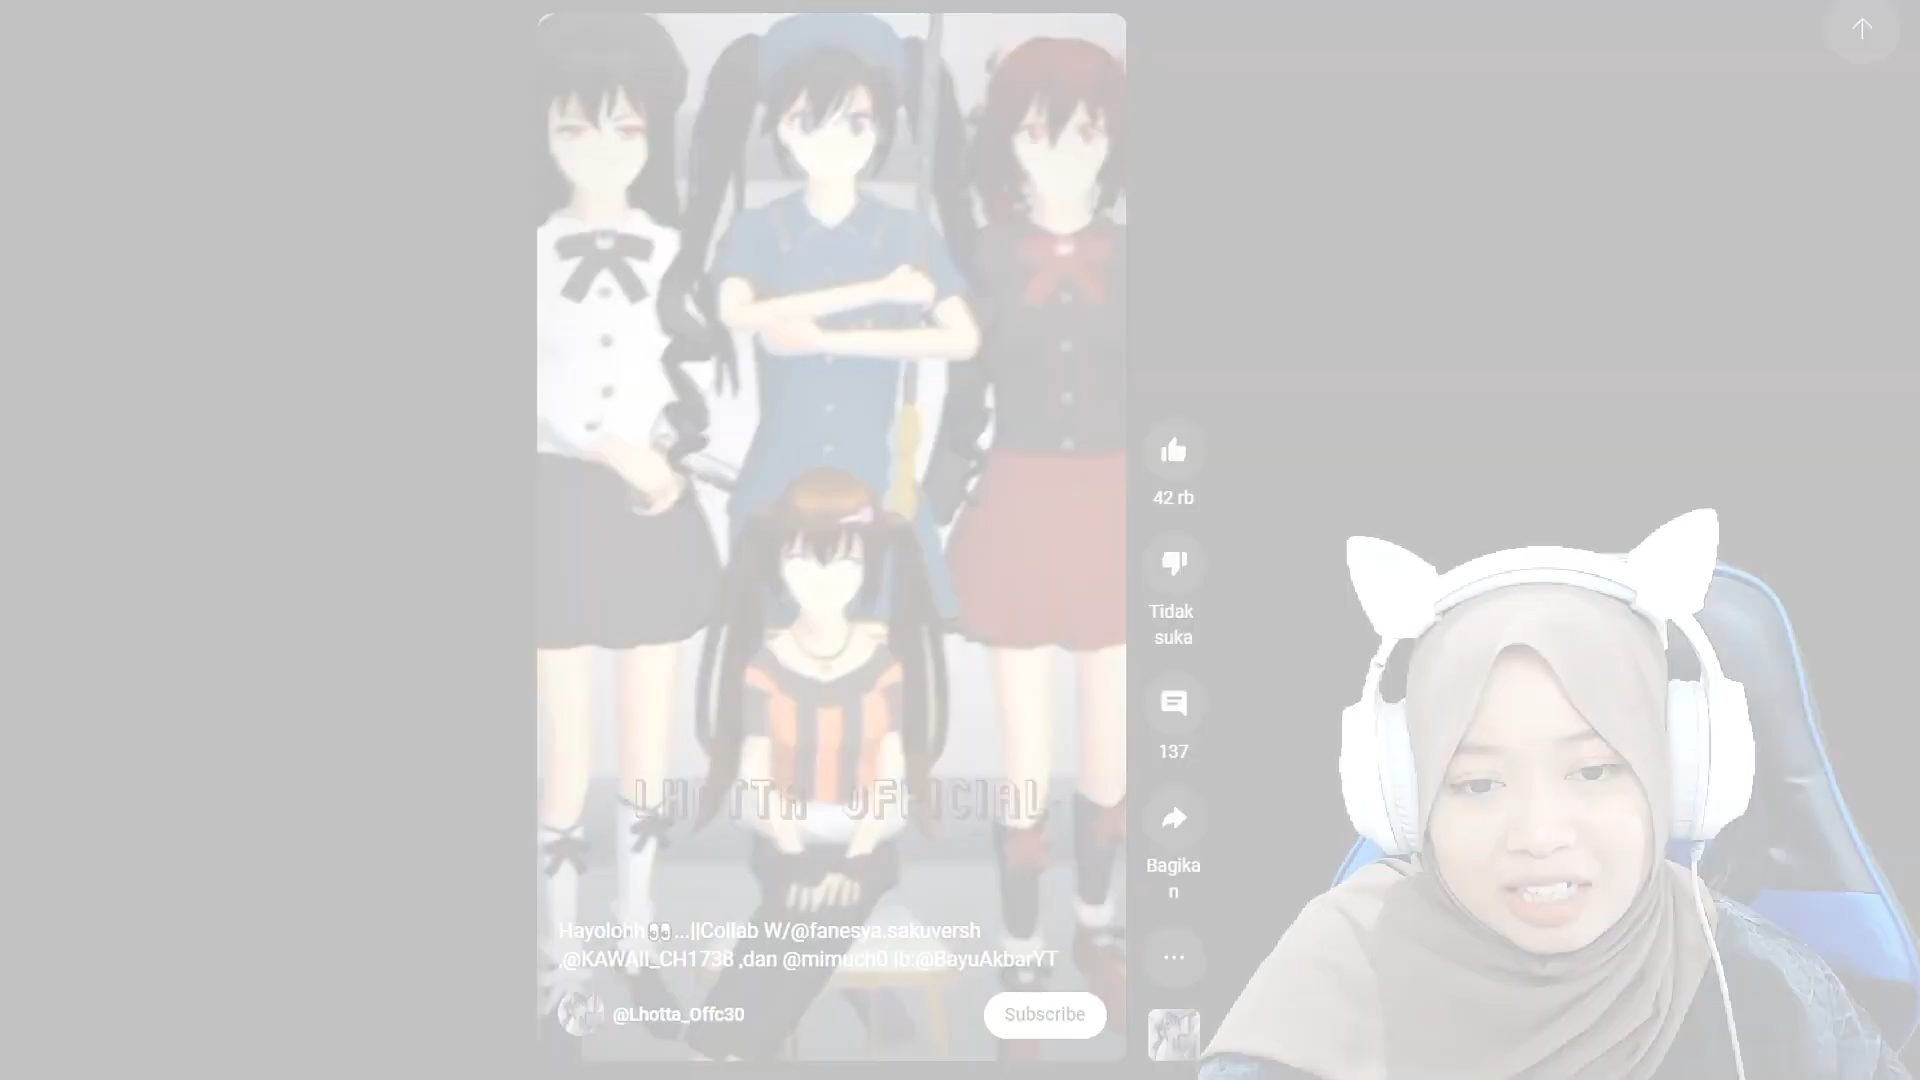 42 rb
Tidak
suka
137
Bagika
n
LHOTTA OFFICIAL
Hayolohh👀...||Collab W/@fanesya.sakuversh
,@KAWAII_CH1738 ,dan @mimuch0 Ib:@BayuAkbarYT
@Lhotta_Offc30
Subscribe